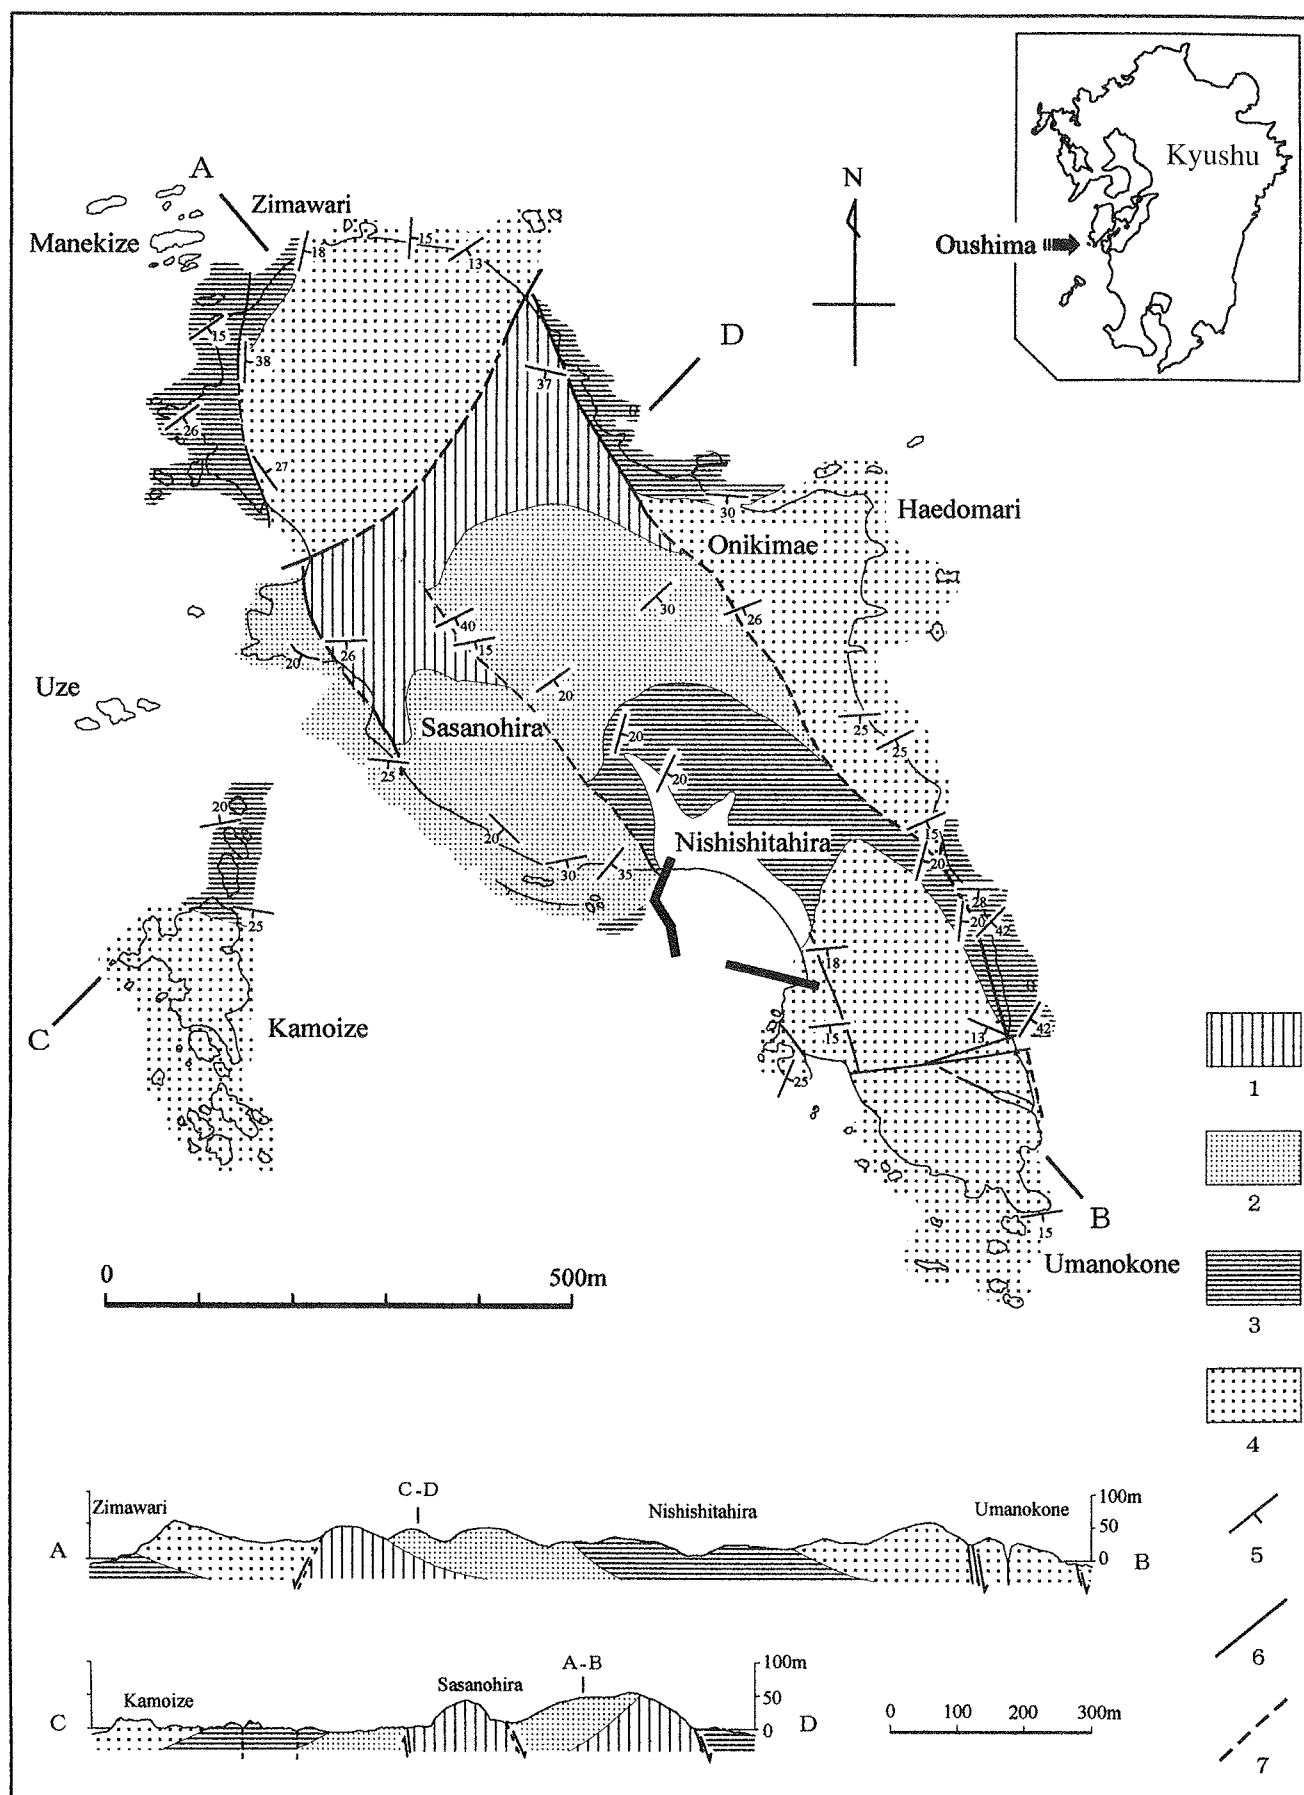 Kyushu
Oushima
N
A
Zimawari
Manekize
D
18
15
13
15
38
37
26
27
30
Haedomari
Onikimae
30
26
40
15
20
26
20
Uze
Sasanohira
20
25
25
25
20
20
Nishishitahira
15
20
20
30
35
28
20
42
25
18
C
Kamoize
13
42
15
25
B
15
Umanokone
0
500m
1
2
3
4
5
6
7
Zimawari
C-D
Nishishitahira
Umanokone
100m
50
0
A
B
Kamoize
Sasanohira
A-B
100m
50
0
C
D
0
100
200
300m